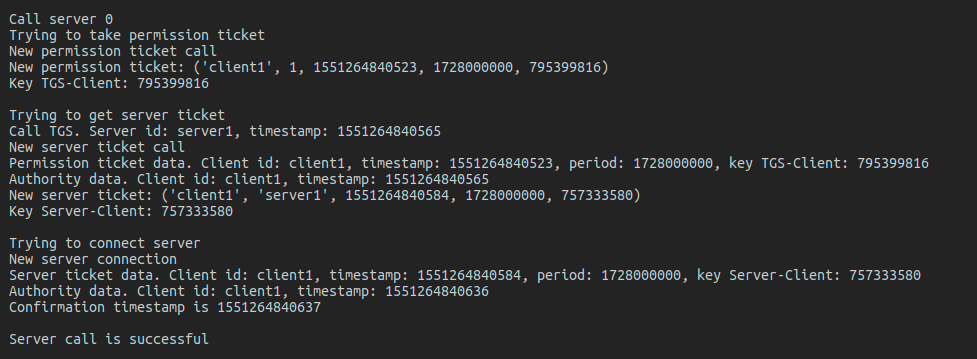 Call server 0
Trying to take permission ticket
New permission ticket call
New permission ticket: ('client1', 1, 1551264840523, 1728000000, 795399816)
Key TGS-Client: 795399816
Trying to get server ticket
Call TGS. Server id: server1, timestamp: 1551264840565
New server ticket call
Permission ticket data. Client id: client1, timestamp: 1551264840523, period: 1728000000, key TGS-Client: 795399816
Authority data. Client id: client1, timestamp: 1551264840565
New server ticket: ('client1', 'server1', 1551264840584, 1728000000, 757333580)
Key Server-Client: 757333580
Trying to connect server
New server connection
Server ticket data. Client id: client1, timestamp: 1551264840584, period: 1728000000, key Server-Client: 757333580
Authority data. Client id: client1, timestamp: 1551264840636
Confirmation timestamp is 1551264840637
Server call is successful